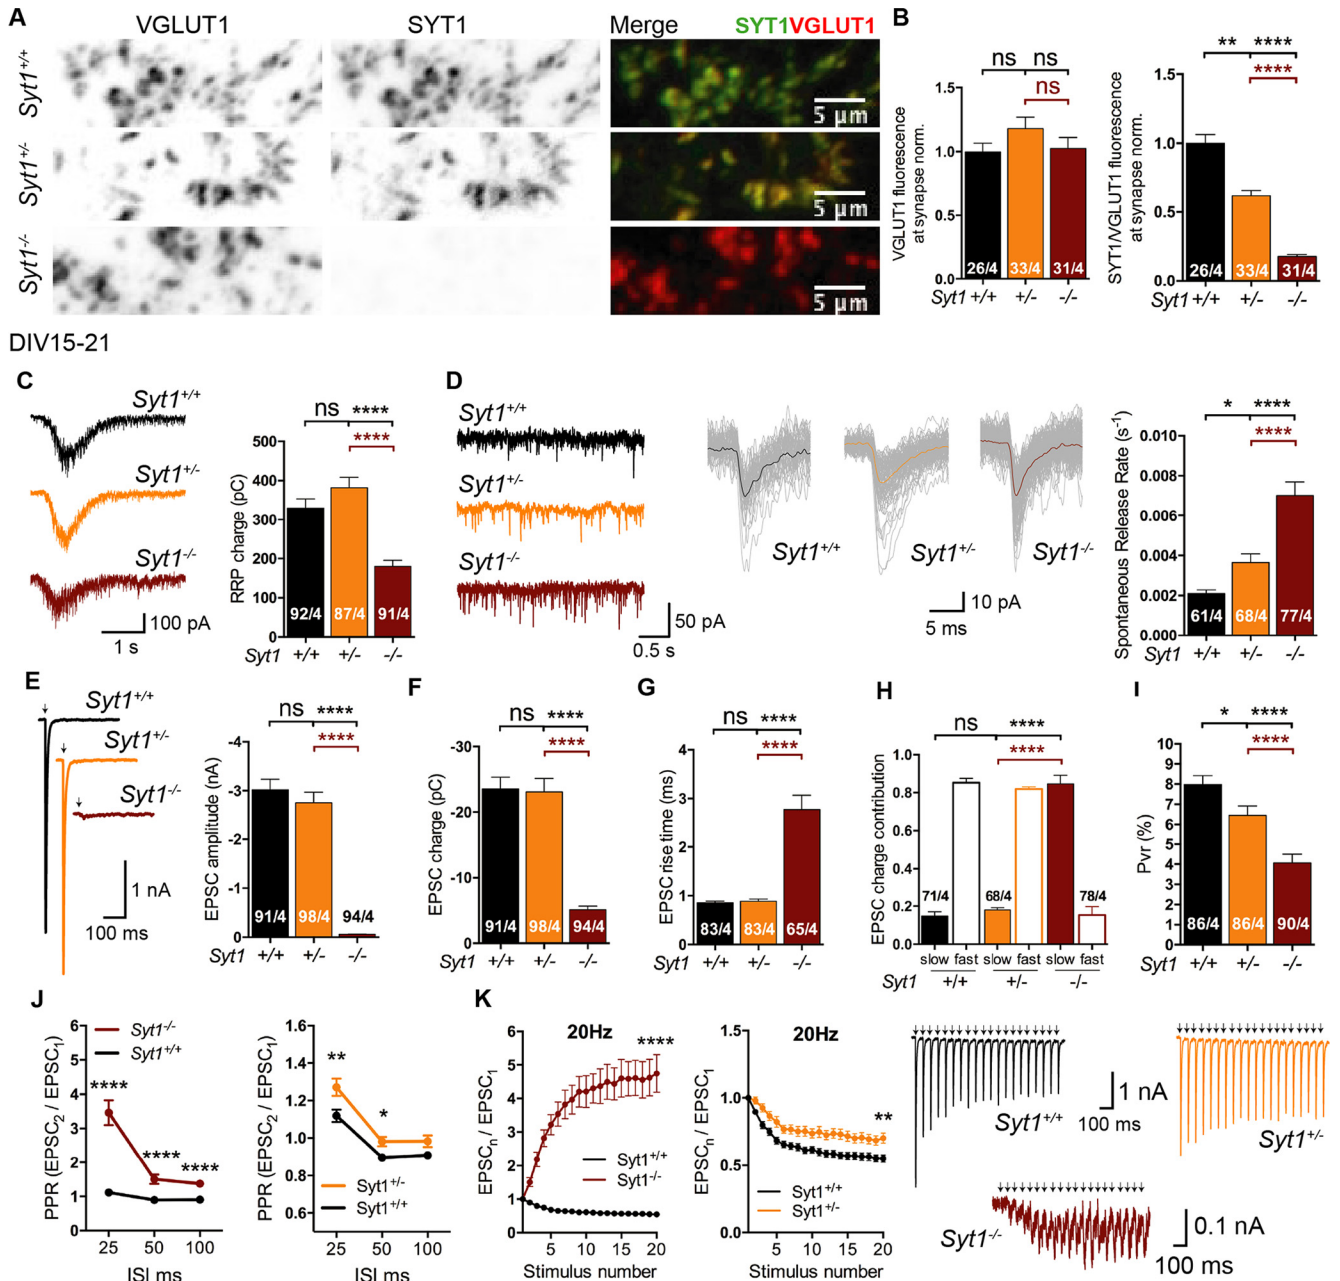 A
VGLUT1
SYT1
Merge
SYT1VGLUT1
Syt1+/+
5 µm
Syt1+/-
5 µm
Syt1-/-
5 µm
B
ns ns
ns
VGLUT1 fluorescence
at synapse norm.
1.5
1.0
0.5
0.0
26/4 33/4 31/4
Syt1 +/+ +/- -/-
** ****
****
SYT1/VGLUT1 fluorescence
at synapse norm.
1.5
1.0
0.5
0.0
26/4 33/4 31/4
Syt1 +/+ +/- -/-
DIV15-21
C
Syt1+/+
Syt1+/-
Syt1-/-
100 pA
1 s
ns ****
****
RRP charge (pC)
500
400
300
200
100
0
92/4 87/4 91/4
Syt1 +/+ +/- -/-
D
Syt1+/+
Syt1+/-
Syt1-/-
50 pA
0.5 s
Syt1+/+ Syt1+/- Syt1-/-
10 pA
5 ms
* ****
****
Spontaneous Release Rate (s-1)
0.010
0.008
0.006
0.004
0.002
0.000
61/4 68/4 77/4
Syt1 +/+ +/- -/-
E
Syt1+/+
Syt1+/-
Syt1-/-
1 nA
100 ms
ns ****
****
EPSC amplitude (nA)
-4
-3
-2
-1
0
91/4 98/4 94/4
Syt1 +/+ +/- -/-
F
ns ****
****
EPSC charge (pC)
-30
-20
-10
0
91/4 98/4 94/4
Syt1 +/+ +/- -/-
G
ns ****
****
EPSC rise time (ms)
4
3
2
1
0
83/4 83/4 65/4
Syt1 +/+ +/- -/-
H
ns ****
****
EPSC charge contribution
1.0
0.8
0.6
0.4
0.2
0.0
71/4 68/4 78/4
slow fast slow fast slow fast
Syt1 +/+ +/- -/-
I
* ****
****
Pvr (%)
10
9
8
7
6
5
4
3
2
1
0
86/4 86/4 90/4
Syt1 +/+ +/- -/-
J
PPR (EPSC2 / EPSC1)
6
4
2
0
Syt1-/-
Syt1+/+
****
****
****
25 50 100
ISI ms
PPR (EPSC2 / EPSC1)
1.6
1.4
1.2
1.0
0.8
0.6
**
*
Syt1+/-
Syt1+/+
25 50 100
ISI ms
K
20Hz
****
EPSCn / EPSC1
6
5
4
3
2
1
0
Syt1+/+
Syt1-/-
5 10 15 20
Stimulus number
20Hz
**
EPSCn / EPSC1
1.5
1.0
0.5
0.0
Syt1+/+
Syt1+/-
5 10 15 20
Stimulus number
Syt1+/+
1 nA
100 ms
Syt1+/-
Syt1-/-
0.1 nA
100 ms